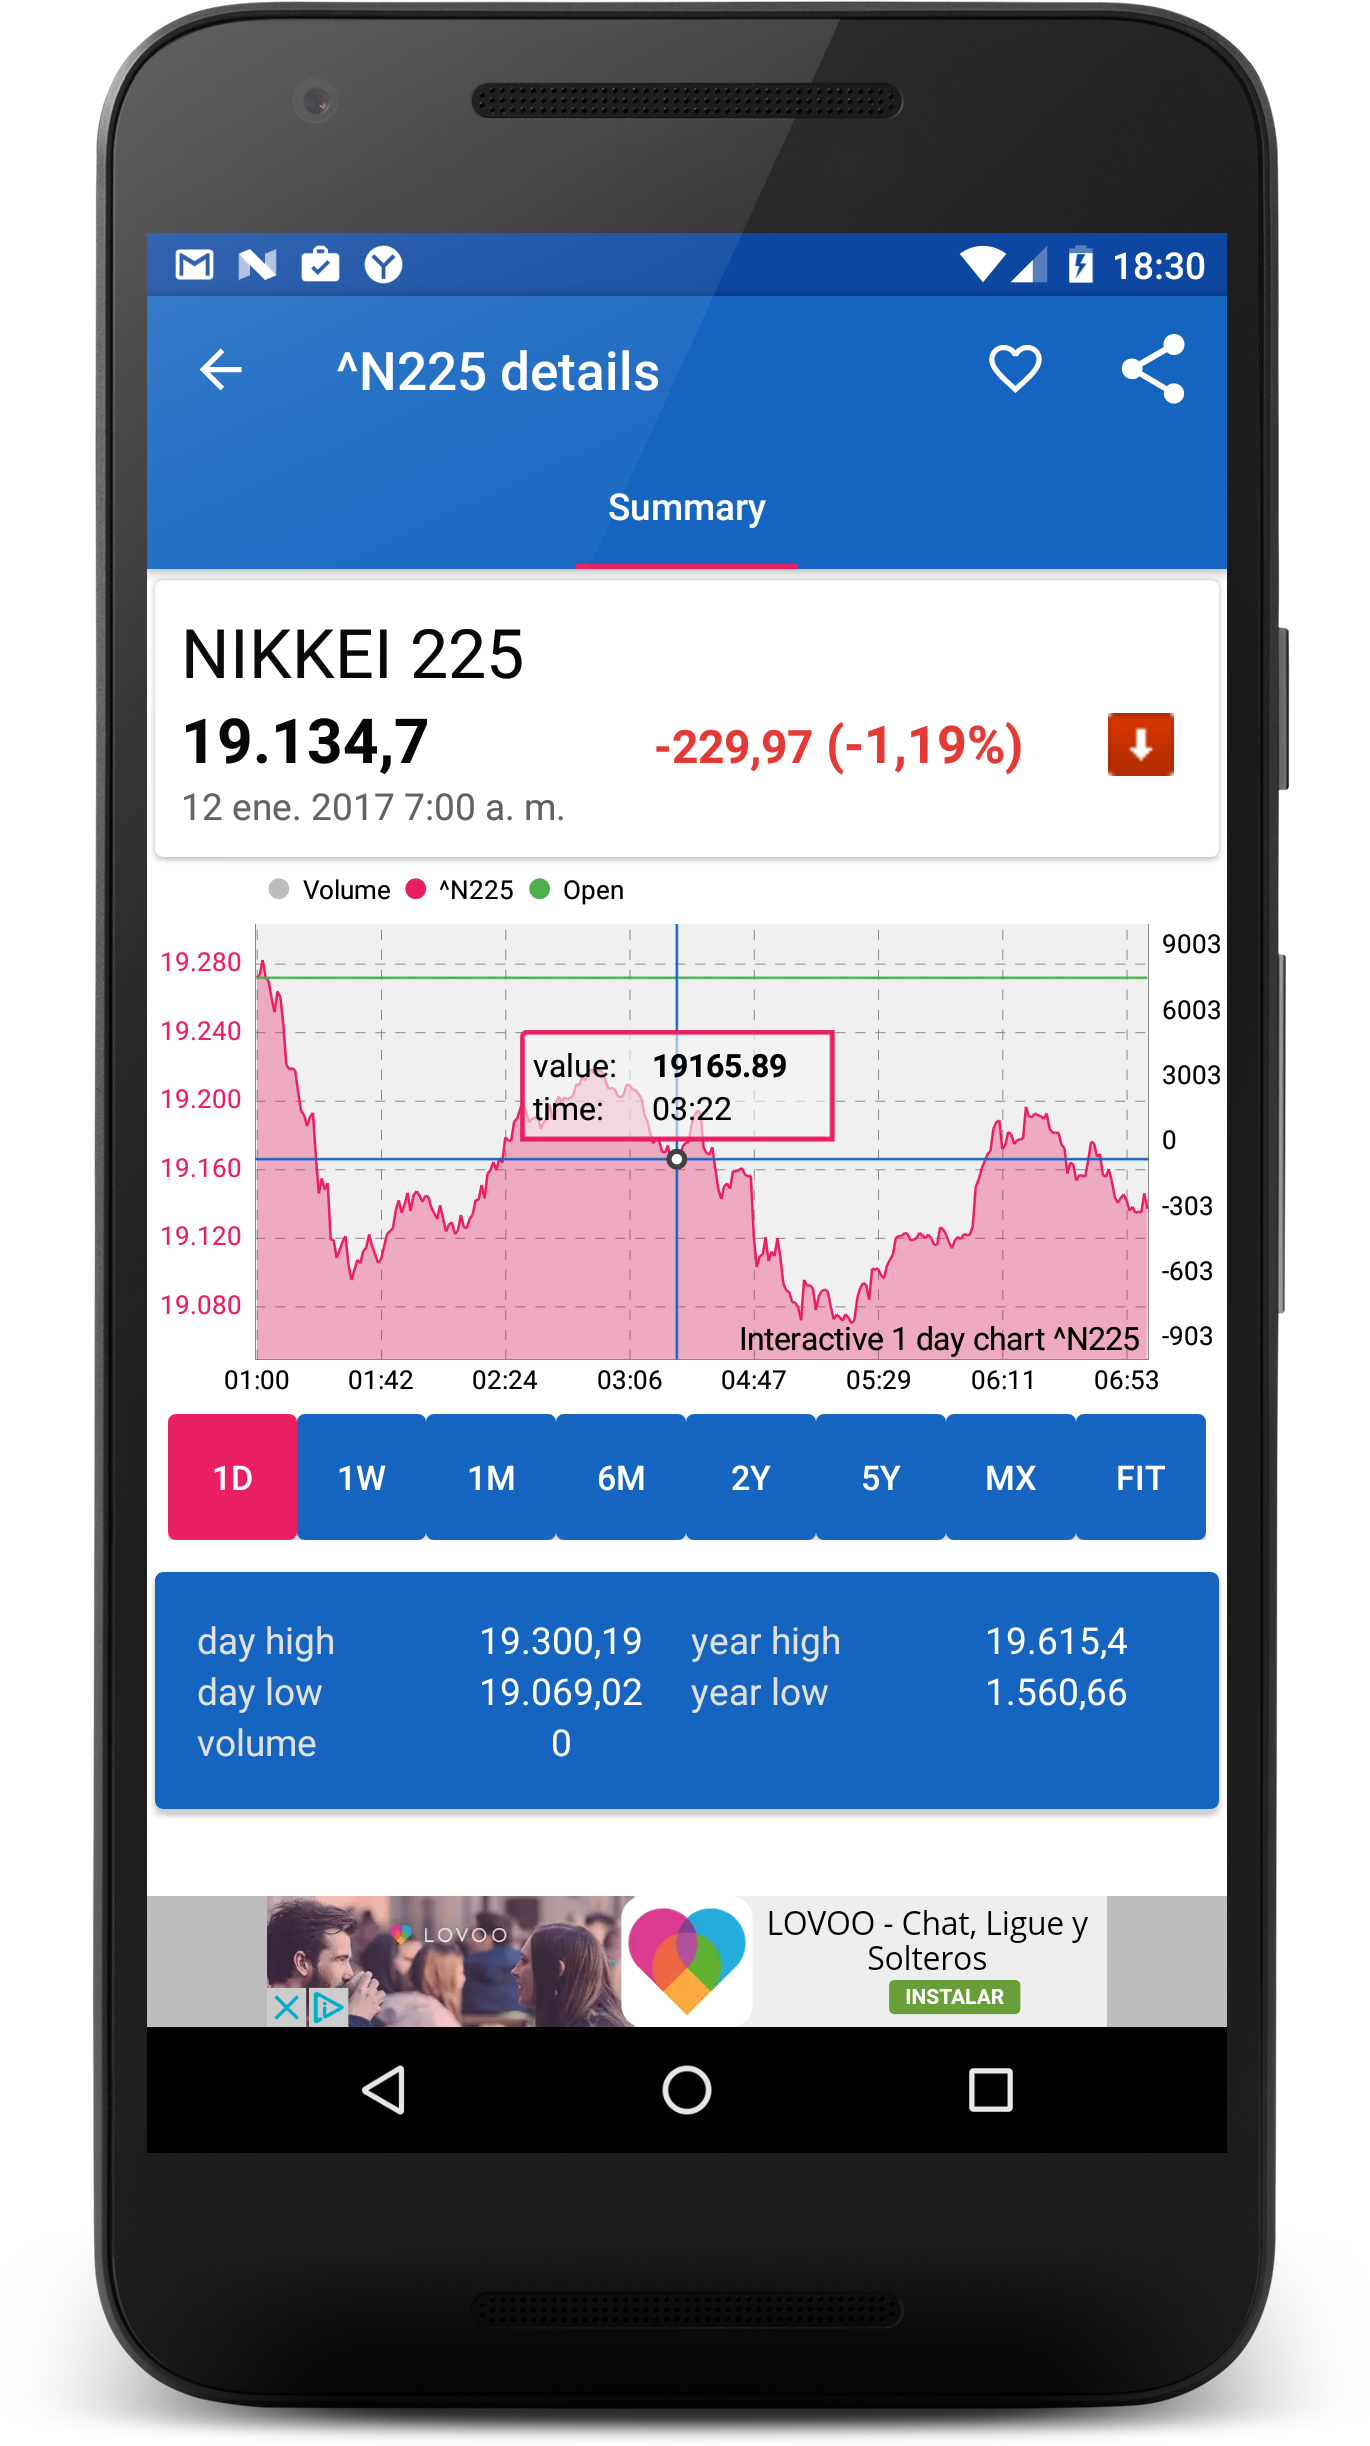 18:30
^N225 details
Summary
NIKKEI 225
19.134,7 -229,97 (-1,19%)
12 ene. 2017 7:00 a. m.
Volume ^N225 Open
19.280
19.240
19.200
19.160
19.120
19.080
9003
6003
3003
0
-303
-603
-903
value: 19165.89
time: 03:22
Interactive 1 day chart ^N225
01:00 01:42 02:24 03:06 04:47 05:29 06:11 06:53
1D 1W 1M 6M 2Y 5Y MX FIT
day high 19.300,19 year high 19.615,4
day low 19.069,02 year low 1.560,66
volume 0
LOVOO
LOVOO - Chat, Ligue y
Solteros
INSTALAR